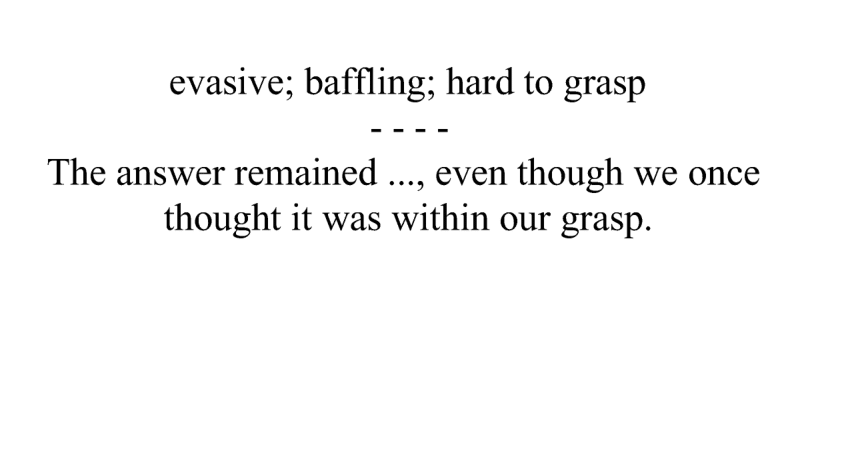 evasive; baffling; hard to grasp
- - - -
The answer remained ..., even though we once
thought it was within our grasp.